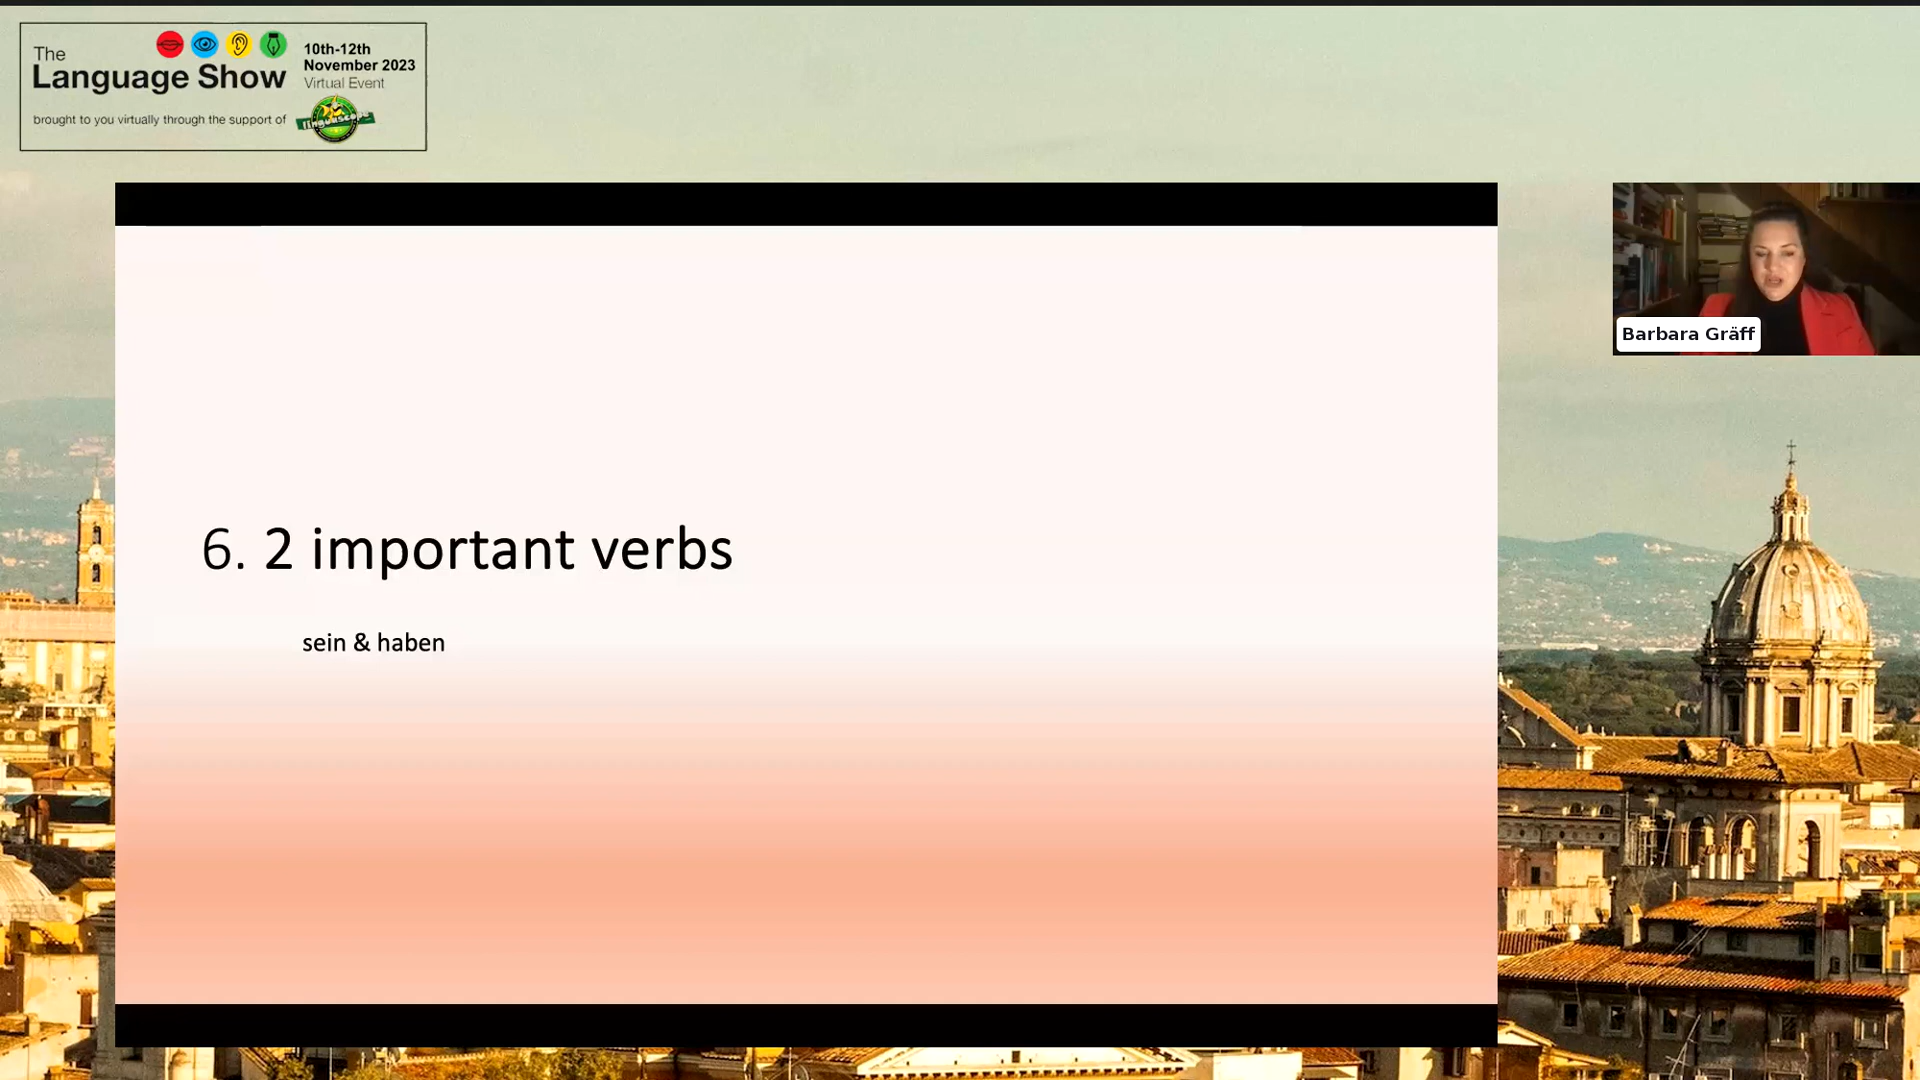 The
Language Show
10th-12th
November 2023
Virtual Event
brought to you virtually through the support of
linguascope
6. 2 important verbs
sein & haben
Barbara Gräff